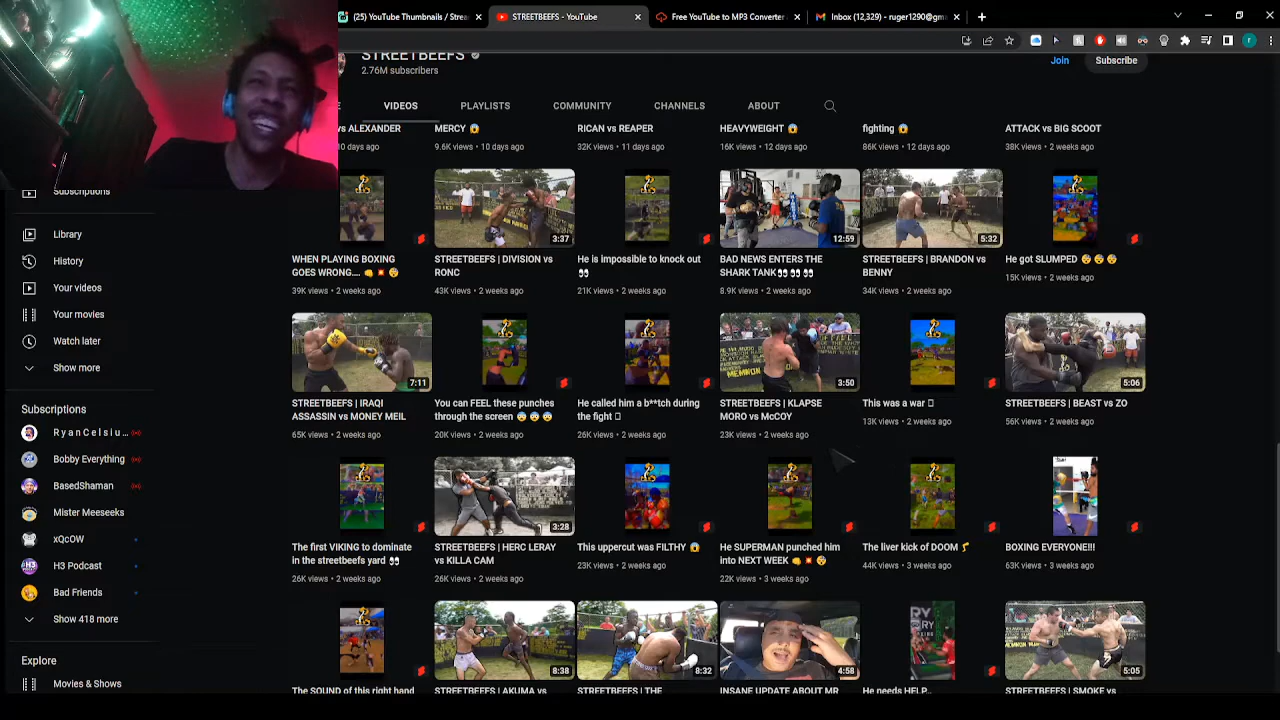 (25) YouTube Thumbnails / Strea
STREETBEEFS - YouTube
Free YouTube to MP3 Converter
Inbox (12,329) - ruger1290@gm
STREETBEEFS
2.76M subscribers
Join
Subscribe
VIDEOS
PLAYLISTS
COMMUNITY
CHANNELS
ABOUT
vs ALEXANDER
MERCY 😱
RICAN vs REAPER
HEAVYWEIGHT 😱
fighting 😱
ATTACK vs BIG SCOOT
10 days ago
9.6K views • 10 days ago
32K views • 11 days ago
16K views • 12 days ago
86K views • 12 days ago
38K views • 2 weeks ago
Subscriptions
Library
History
Your videos
Your movies
Watch later
Show more
Subscriptions
R y a n C e l s i u ...
Bobby Everything
BasedShaman
Mister Meeseeks
xQcOW
H3 Podcast
Bad Friends
Show 418 more
Explore
Movies & Shows
3:37
12:59
5:32
WHEN PLAYING BOXING
GOES WRONG.... 👊 💥 🤯
39K views • 2 weeks ago
STREETBEEFS | DIVISION vs
RONC
43K views • 2 weeks ago
He is impossible to knock out
👀
21K views • 2 weeks ago
BAD NEWS ENTERS THE
SHARK TANK👀 👀 👀
8.9K views • 2 weeks ago
STREETBEEFS | BRANDON vs
BENNY
34K views • 2 weeks ago
He got SLUMPED 🤯 🤯 🤯
15K views • 2 weeks ago
7:11
3:50
5:06
STREETBEEFS | IRAQI
ASSASSIN vs MONEY MEIL
65K views • 2 weeks ago
You can FEEL these punches
through the screen 😨 😨 😨
20K views • 2 weeks ago
He called him a b**tch during
the fight
26K views • 2 weeks ago
STREETBEEFS | KLAPSE
MORO vs McCOY
23K views • 2 weeks ago
This was a war
13K views • 2 weeks ago
STREETBEEFS | BEAST vs ZO
56K views • 2 weeks ago
3:28
The first VIKING to dominate
in the streetbeefs yard 👀
26K views • 2 weeks ago
STREETBEEFS | HERC LERAY
vs KILLA CAM
26K views • 2 weeks ago
This uppercut was FILTHY 😱
23K views • 2 weeks ago
He SUPERMAN punched him
into NEXT WEEK 👊 💥 🤯
22K views • 3 weeks ago
The liver kick of DOOM 🦵
44K views • 3 weeks ago
BOXING EVERYONE!!!
63K views • 3 weeks ago
8:38
8:32
4:58
5:05
The SOUND of this right hand
STREETBEEFS | AKUMA vs
STREETBEEFS | THE
INSANE UPDATE ABOUT MR
He needs HELP..
STREETBEEFS | SMOKE vs